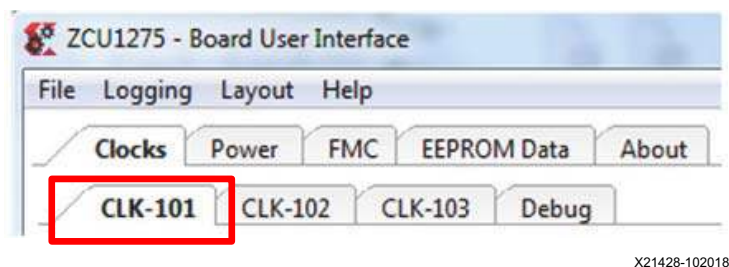 ZCU1275 - Board User Interface
File Logging Layout Help
Clocks Power FMC EEPROM Data About
CLK-101 CLK-102 CLK-103 Debug
X21428-102018